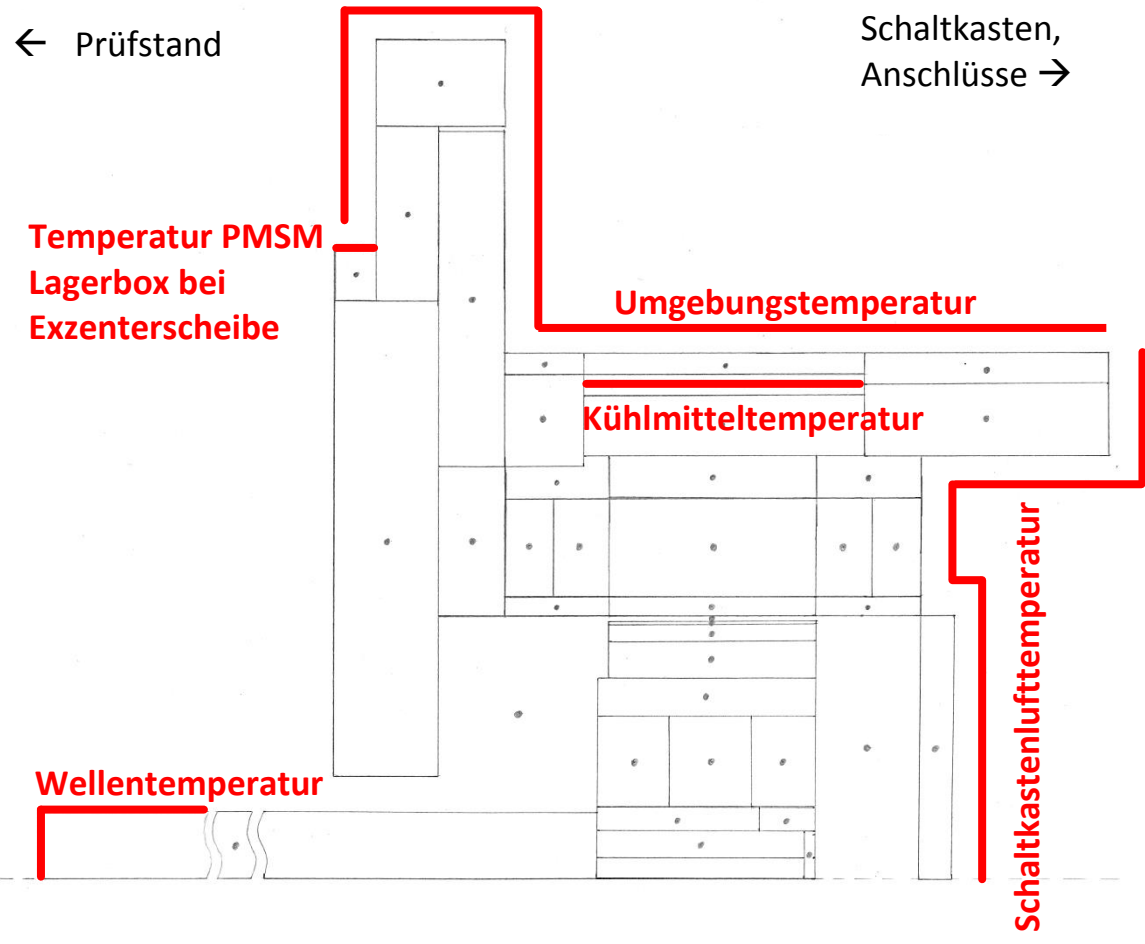 ← Prüfstand
Schaltkasten,
Anschlüsse →
Temperatur PMSM
Lagerbox bei
Exzenterscheibe
Umgebungstemperatur
Kühlmitteltemperatur
Schaltkastenlufttemperatur
Wellentemperatur